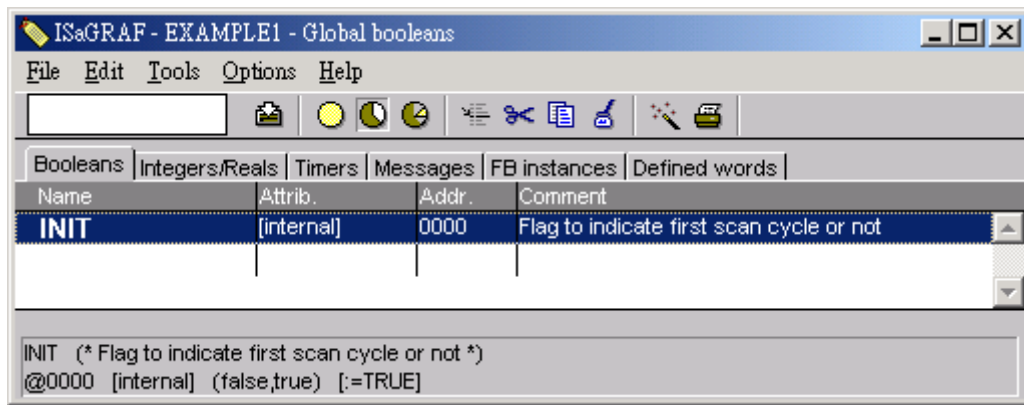 ISaGRAF - EXAMPLE1 - Global booleans
File Edit Tools Options Help
Booleans Integers/Reals Timers Messages FB instances Defined words
Name Attrib. Addr. Comment
INIT [internal] 0000 Flag to indicate first scan cycle or not
INIT (* Flag to indicate first scan cycle or not *)
@0000 [internal] (false,true) [:=TRUE]